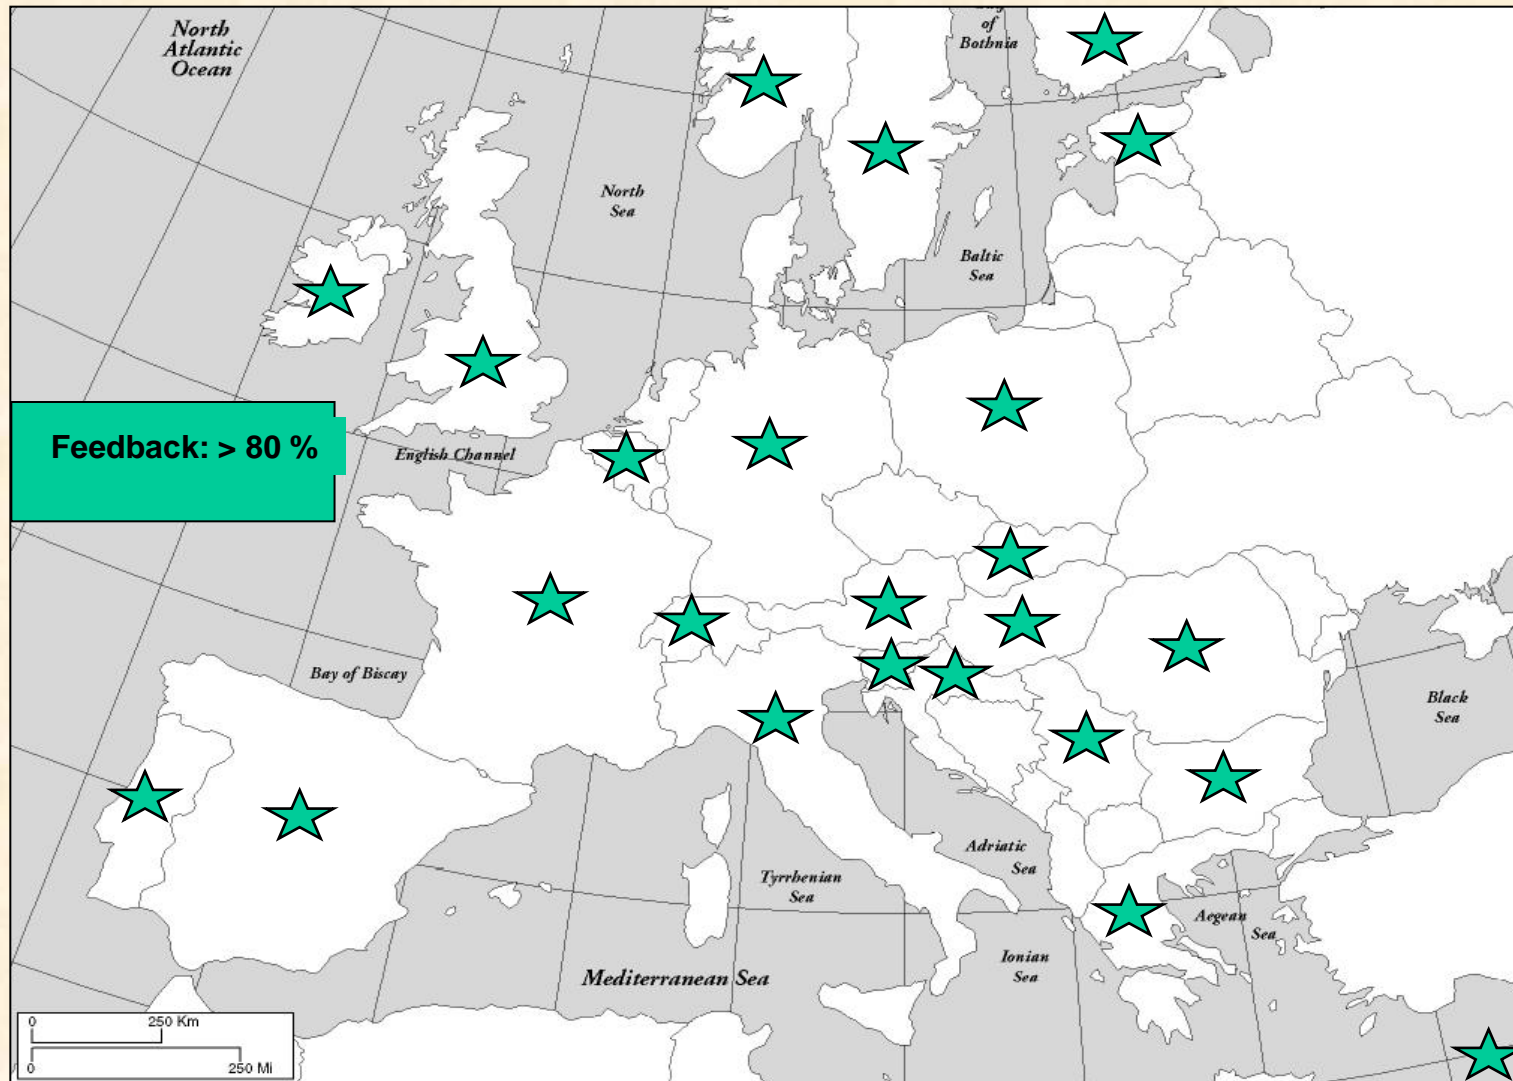 North
Atlantic
Ocean
of
Bothnia
North
Sea
Baltic
Sea
Feedback: > 80 %
English Channel
Bay of Biscay
Black
Sea
Adriatic
Sea
Tyrrhenian
Sea
Aegean
Sea
Ionian
Sea
Mediterranean Sea
0
250 Km
0
250 Mi